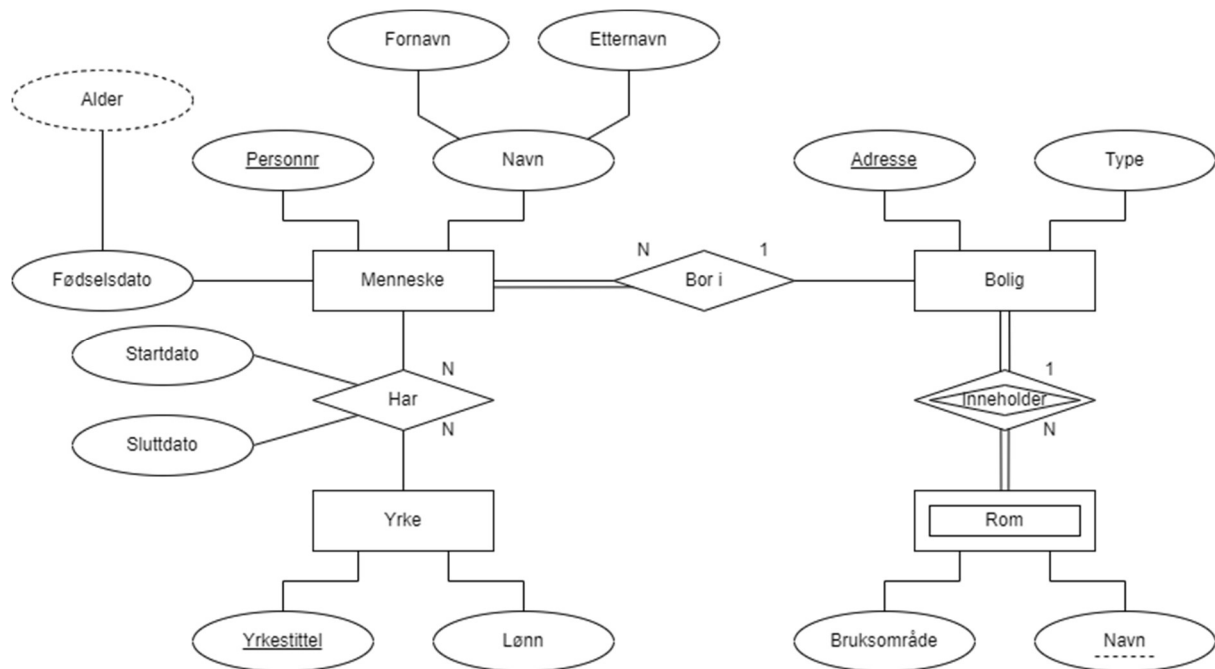 Fornavn
Etternavn
Alder
Personnr
Navn
Adresse
Type
Fødselsdato
Menneske
N
Bor i
1
Bolig
Startdato
N
Har
N
Sluttdato
1
Inneholder
N
Yrke
Rom
Yrkestittel
Lønn
Bruksområde
Navn